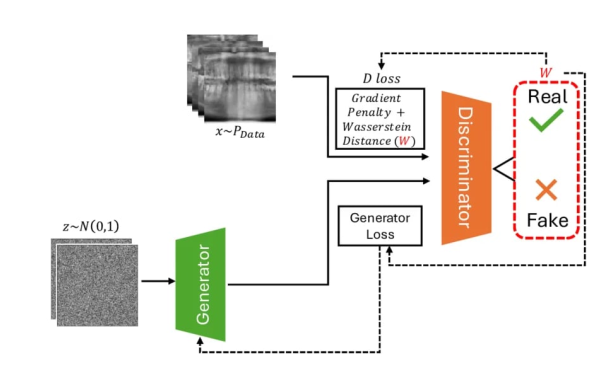 x~P_Data
D loss
Gradient
Penalty +
Wasserstein
Distance (W)
W
Real
Fake
Discriminator
Generator
Loss
z~N(0,1)
Generator